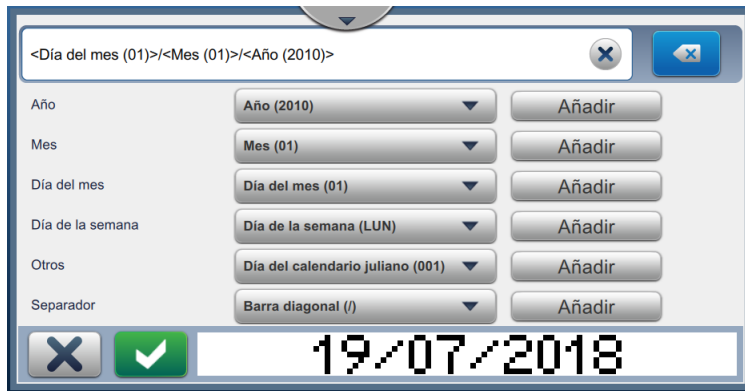 <Día del mes (01)>/<Mes (01)>/<Año (2010)>
Año Año (2010) Añadir
Mes Mes (01) Añadir
Día del mes Día del mes (01) Añadir
Día de la semana Día de la semana (LUN) Añadir
Otros Día del calendario juliano (001) Añadir
Separador Barra diagonal (/) Añadir
19/07/2018